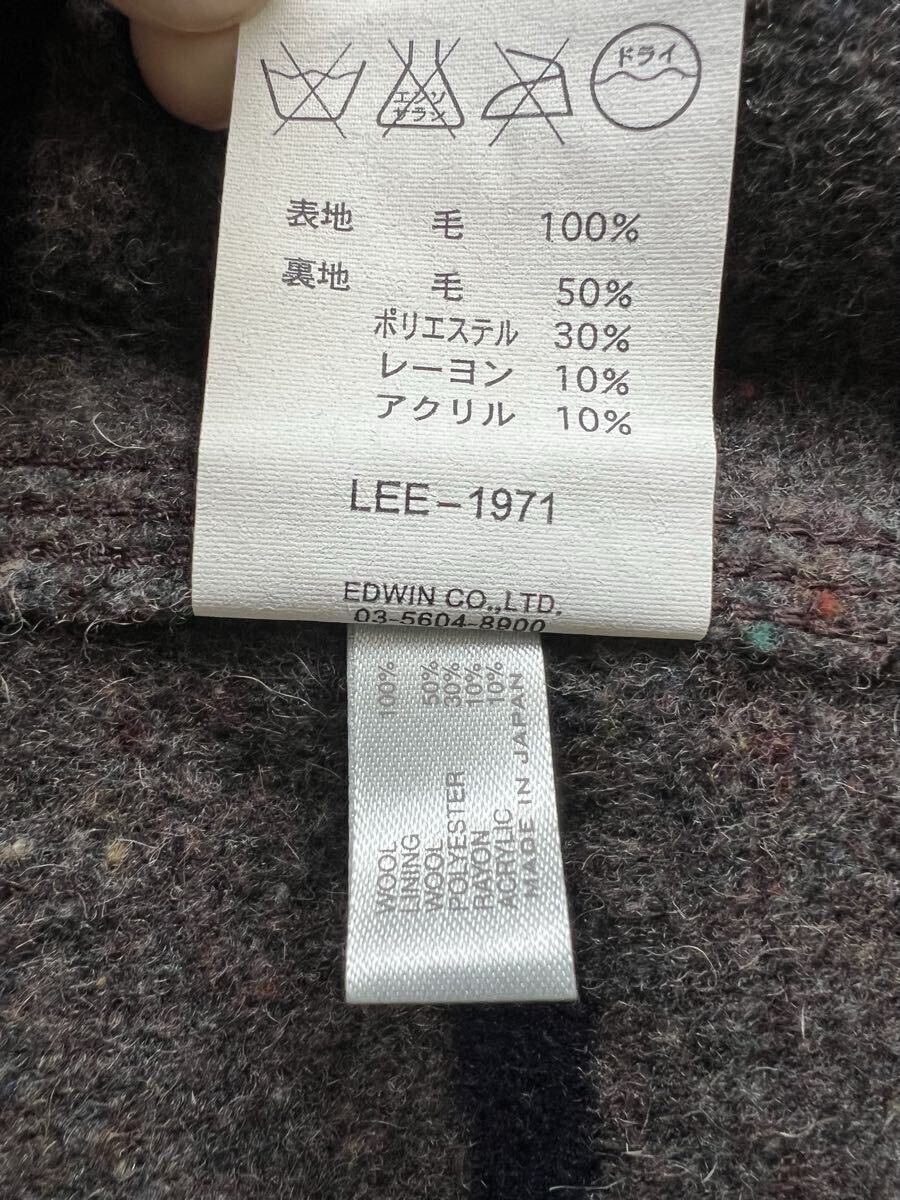 エンソ
サラシ
ドライ
表地 毛 100%
裏地 毛 50%
ポリエステル 30%
レーヨン 10%
アクリル 10%
LEE-1971
EDWIN CO.,LTD.
03-5604-8900
WOOL 100%
LINING
WOOL 50%
POLYESTER 30%
RAYON 10%
ACRYLIC 10%
MADE IN JAPAN